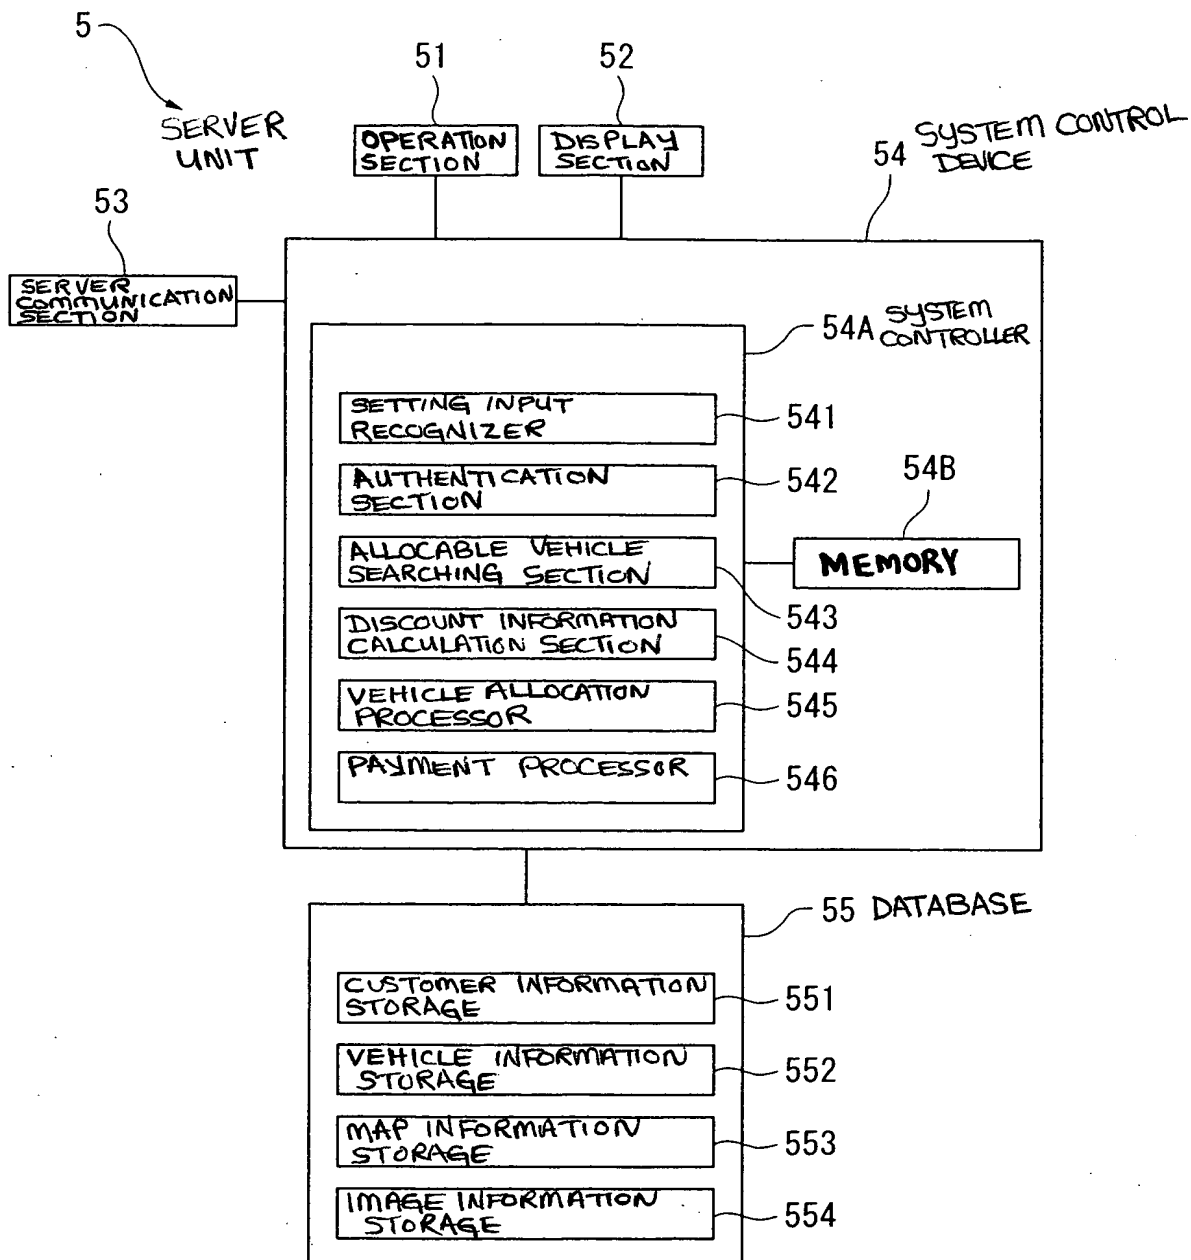 5
SERVER
UNIT
51
OPERATION
SECTION
52
DISPLAY
SECTION
54 SYSTEM CONTROL
DEVICE
53
SERVER
COMMUNICATION
SECTION
54A SYSTEM
CONTROLLER
SETTING INPUT
RECOGNIZER
541
AUTHENTICATION
SECTION
542
54B
MEMORY
ALLOCABLE VEHICLE
SEARCHING SECTION
543
DISCOUNT INFORMATION
CALCULATION SECTION
544
VEHICLE ALLOCATION
PROCESSOR
545
PAYMENT PROCESSOR
546
55 DATABASE
CUSTOMER INFORMATION
STORAGE
551
VEHICLE INFORMATION
STORAGE
552
MAP INFORMATION
STORAGE
553
IMAGE INFORMATION
STORAGE
554